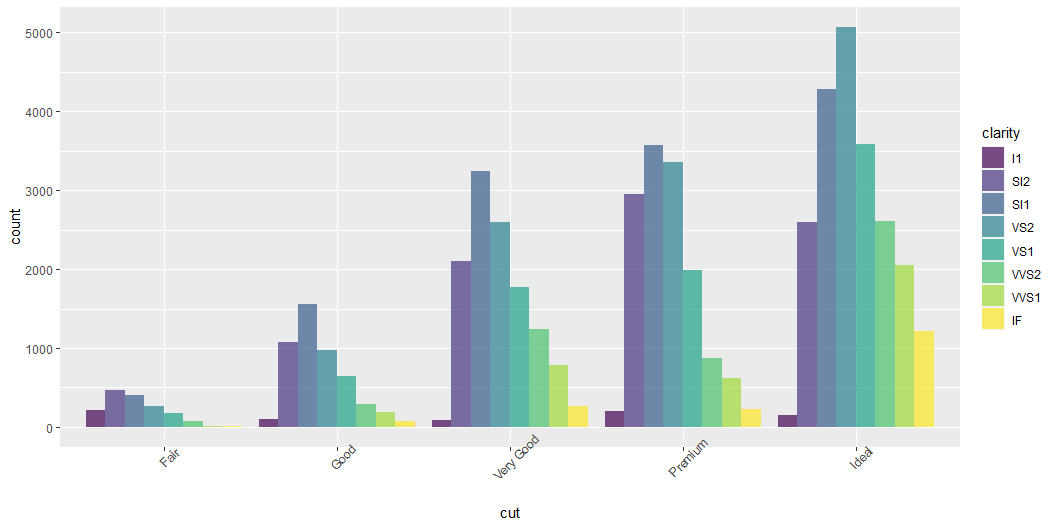 5000
4000
3000
2000
1000
0
count
Fair
Good
Very Good
Premium
Ideal
cut
clarity
I1
SI2
SI1
VS2
VS1
VVS2
VVS1
IF